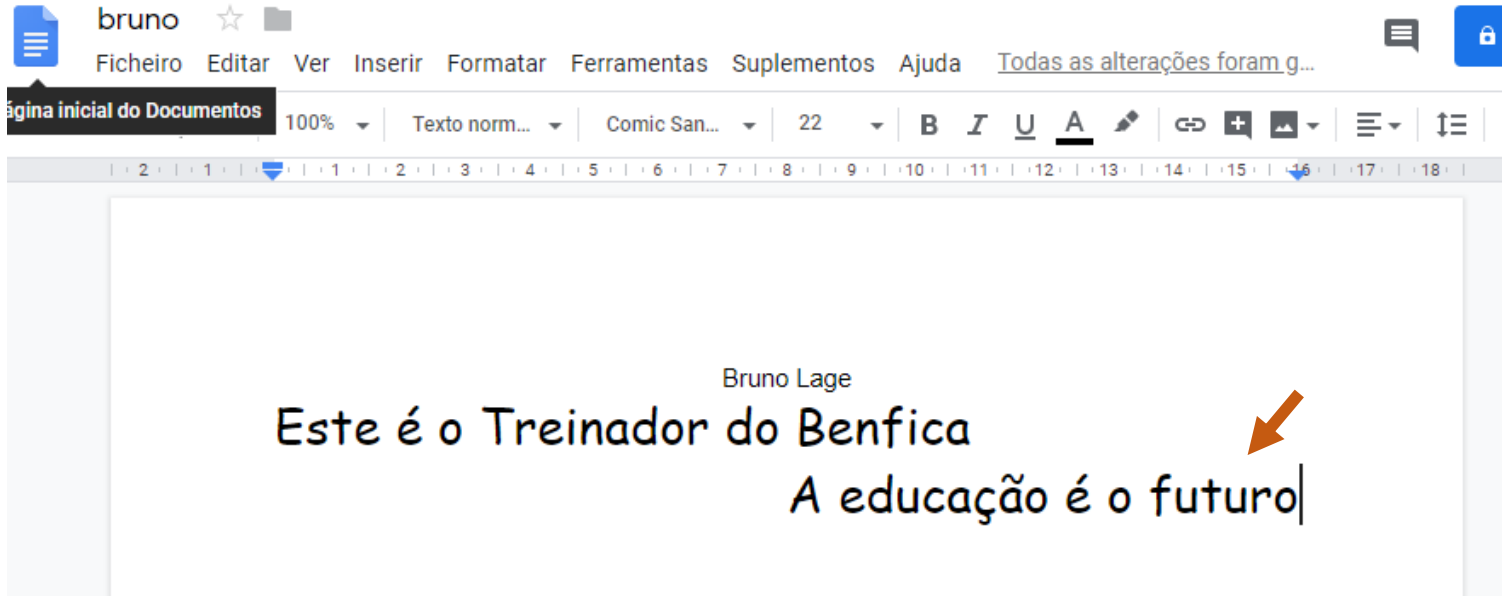 bruno
Ficheiro Editar Ver Inserir Formatar Ferramentas Suplementos Ajuda Todas as alterações foram g...
ágina inicial do Documentos 100% Texto norm... Comic San... 22 B I U A
2 1 1 2 3 4 5 6 7 8 9 10 11 12 13 14 15 16 17 18
Bruno Lage
Este é o Treinador do Benfica
A educação é o futuro